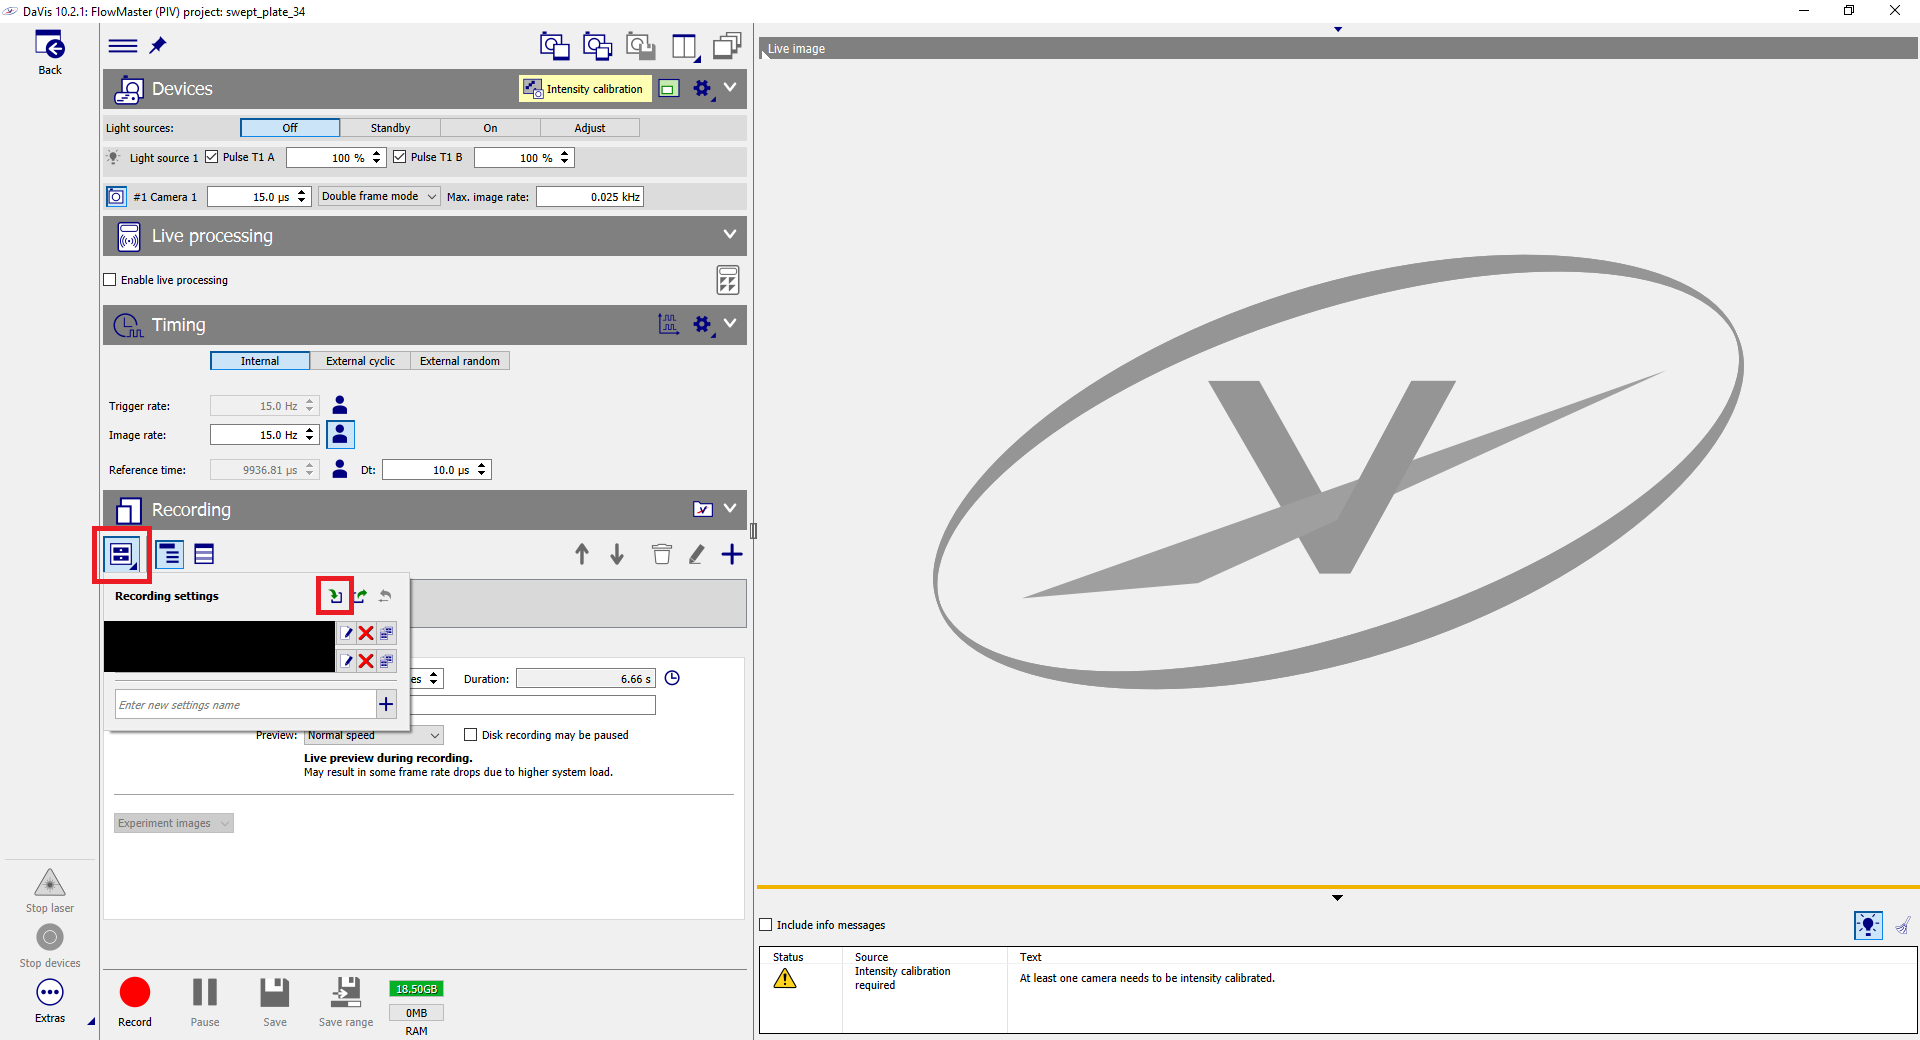 DaVis 10.2.1: FlowMaster (PIV) project: swept_plate_34
Back
Devices
Intensity calibration
Light sources:
Off
Standby
On
Adjust
Light source 1
Pulse T1 A
100 %
Pulse T1 B
100 %
#1 Camera 1
15.0 µs
Double frame mode
Max. image rate:
0.025 kHz
Live processing
Enable live processing
Timing
Internal
External cyclic
External random
Trigger rate:
15.0 Hz
Image rate:
15.0 Hz
Reference time:
9936.81 µs
Dt:
10.0 µs
Recording
Recording settings
Enter new settings name
es
Duration:
6.66 s
Preview:
Normal speed
Disk recording may be paused
Live preview during recording.
May result in some frame rate drops due to higher system load.
Experiment images
Stop laser
Stop devices
Extras
Record
Pause
Save
Save range
18.50GB
0MB
RAM
Live image
Include info messages
Status
Source
Text
Intensity calibration
required
At least one camera needs to be intensity calibrated.